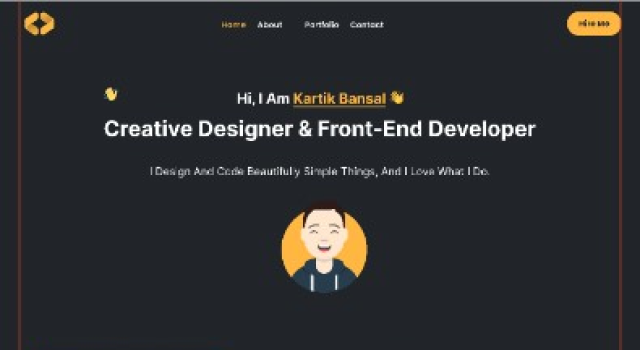 Home About Portfolio Contact Hire Me
Hi, I Am Kartik Bansal 👋
Creative Designer & Front-End Developer
I Design And Code Beautifully Simple Things, And I Love What I Do.